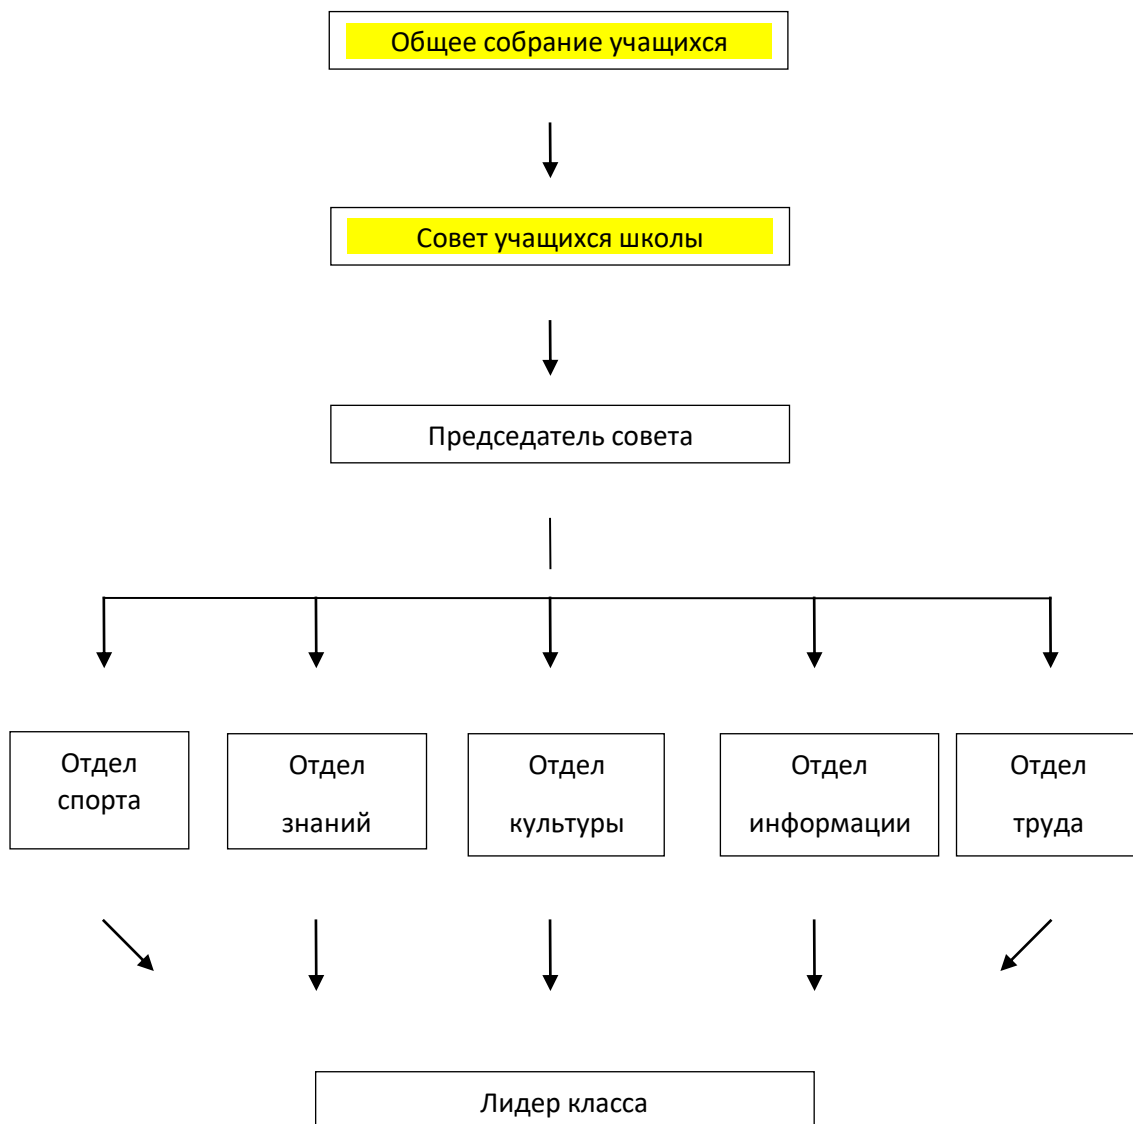 Общее собрание учащихся
Совет учащихся школы
Председатель совета
Отдел
спорта
Отдел
знаний
Отдел
культуры
Отдел
информации
Отдел
труда
Лидер класса